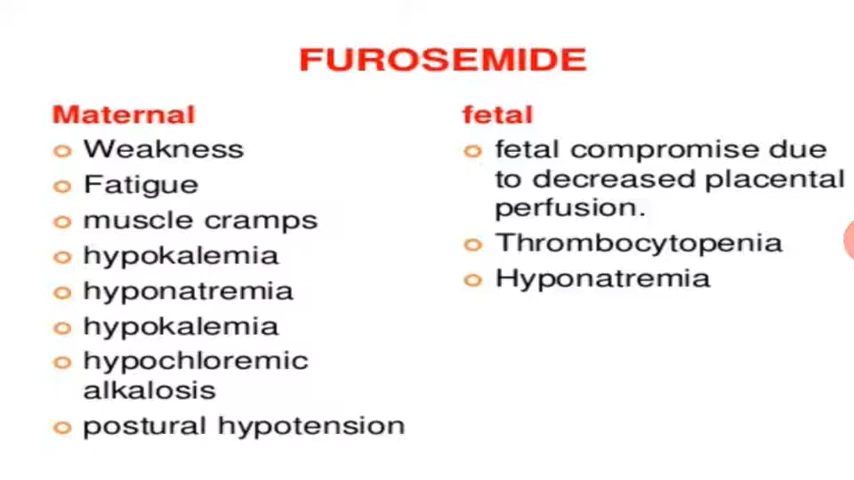 FUROSEMIDE
Maternal
Weakness
Fatigue
muscle cramps
hypokalemia
hyponatremia
hypokalemia
hypochloremic
alkalosis
postural hypotension
fetal
fetal compromise due
to decreased placental
perfusion.
Thrombocytopenia
Hyponatremia